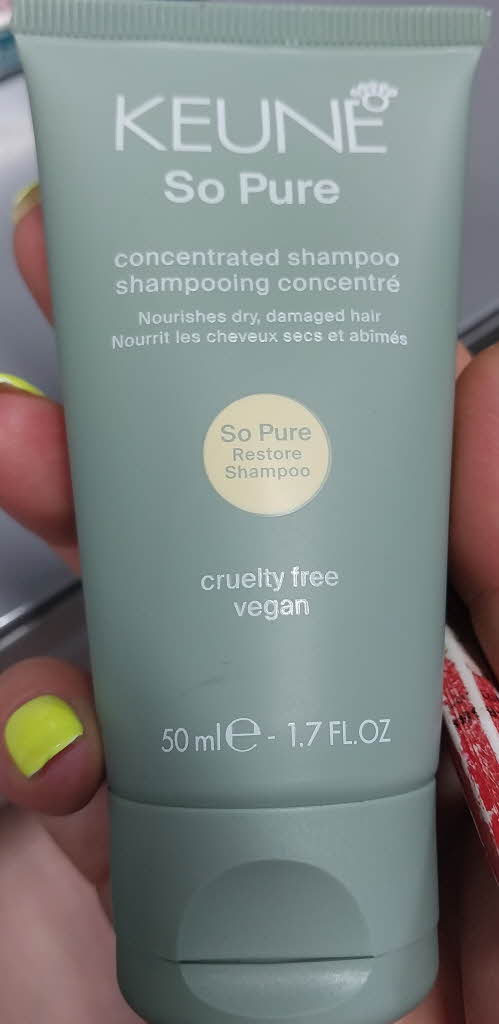 KEUNE
So Pure
concentrated shampoo
shampooing concentré
Nourishes dry, damaged hair
Nourrit les cheveux secs et abîmés
So Pure
Restore
Shampoo
cruelty free
vegan
50 ml ℮ - 1.7 FL.OZ